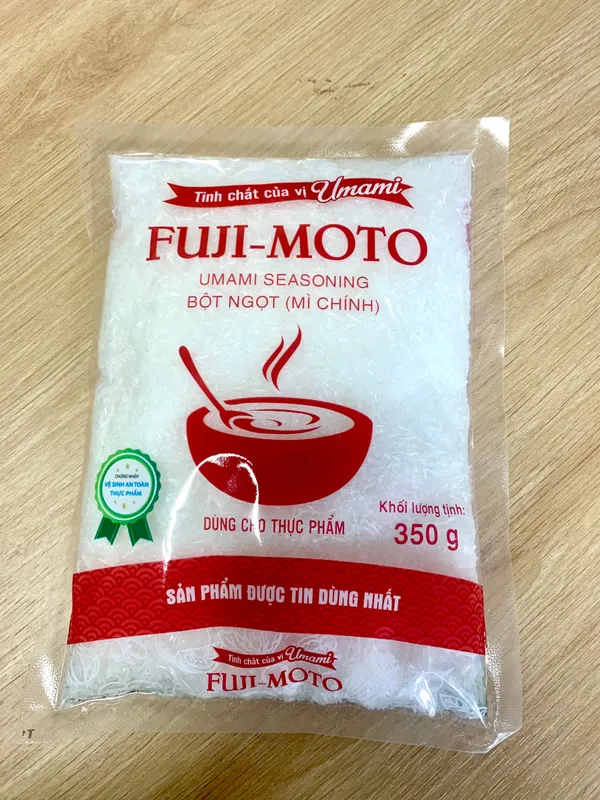 Tinh chất của vị Umami
FUJI-MOTO
UMAMI SEASONING
BỘT NGỌT (MÌ CHÍNH)
CHỨNG NHẬN
VỆ SINH AN TOÀN
THỰC PHẨM
DÙNG CHO THỰC PHẨM
Khối lượng tịnh:
350 g
SẢN PHẨM ĐƯỢC TIN DÙNG NHẤT
Tinh chất của vị Umami
FUJI-MOTO